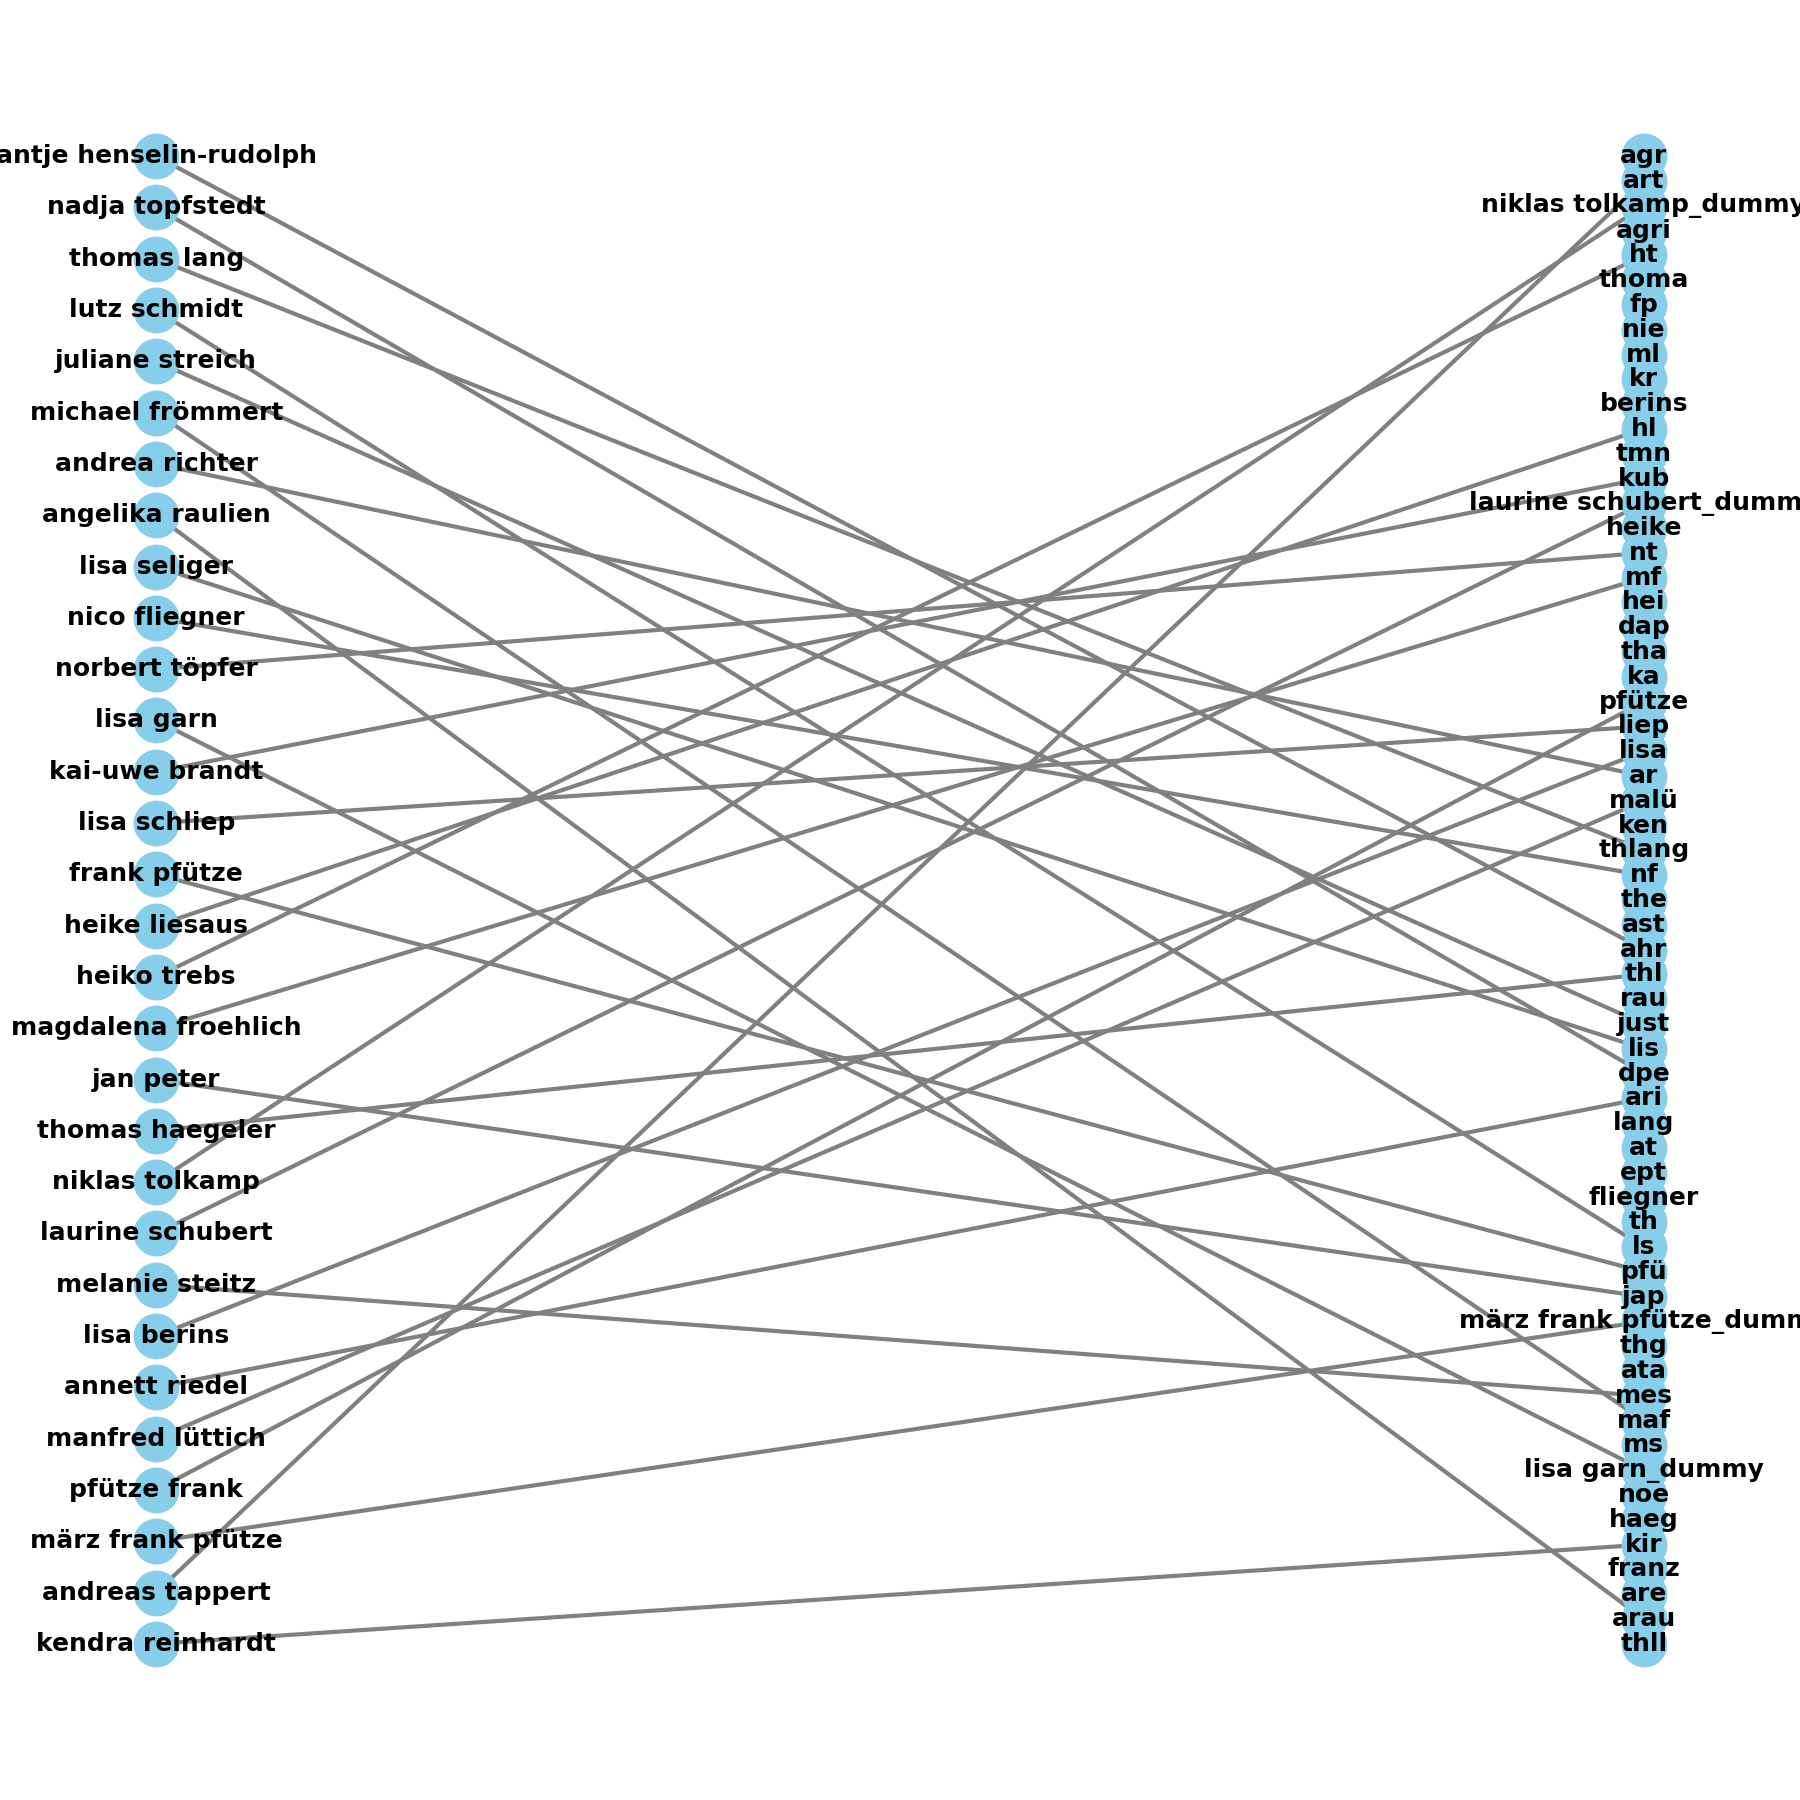 antje henselin-rudolph
nadja topfstedt
thomas lang
lutz schmidt
juliane streich
michael frömmert
andrea richter
angelika raulien
lisa seliger
nico fliegner
norbert töpfer
lisa garn
kai-uwe brandt
lisa schliep
frank pfütze
heike liesaus
heiko trebs
magdalena froehlich
jan peter
thomas haegeler
niklas tolkamp
laurine schubert
melanie steitz
lisa berins
annett riedel
manfred lüttich
pfütze frank
märz frank pfütze
andreas tappert
kendra reinhardt
agr
art
niklas tolkamp_dummy
agri
ht
thoma
fp
nie
ml
kr
berins
hl
tmn
kub
laurine schubert_dumm
heike
nt
mf
hei
dap
tha
ka
pfütze
liep
lisa
ar
malü
ken
thlang
nf
the
ast
ahr
thl
rau
just
lis
dpe
ari
lang
at
ept
fliegner
th
ls
pfü
jap
märz frank pfütze_dumm
thg
ata
mes
maf
ms
lisa garn_dummy
noe
haeg
kir
franz
are
arau
thll